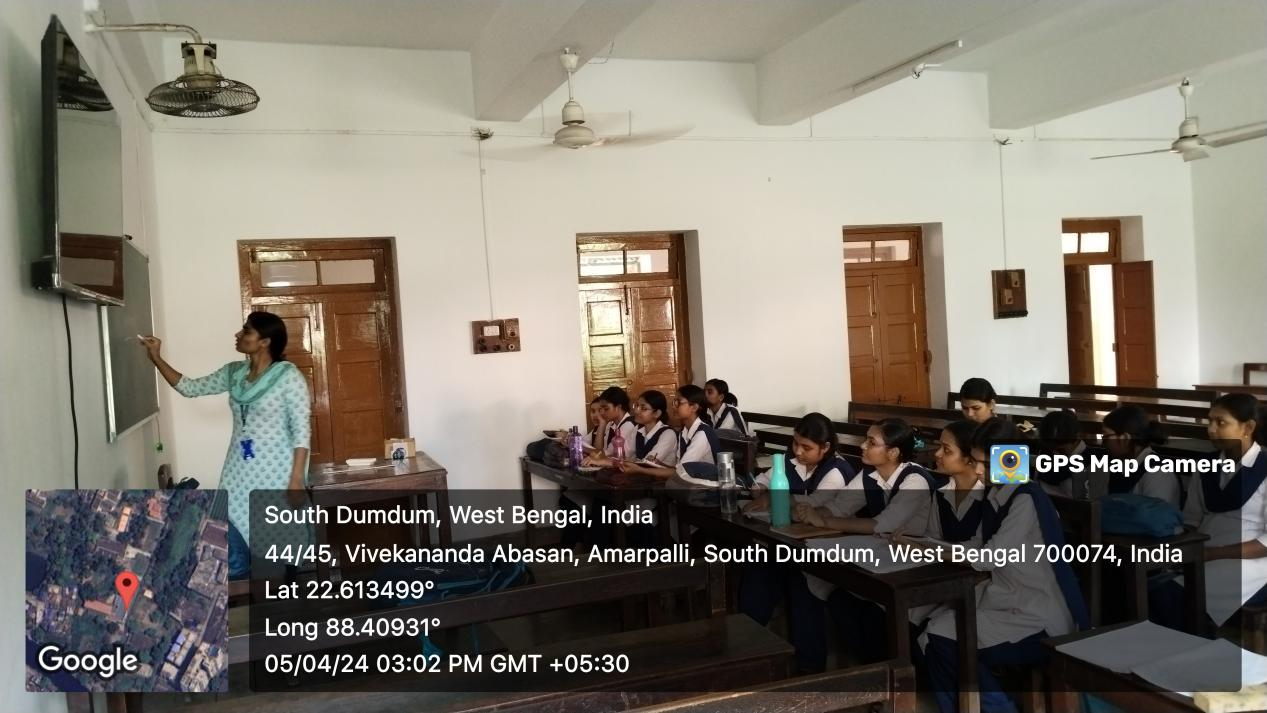 GPS Map Camera
South Dumdum, West Bengal, India
44/45, Vivekananda Abasan, Amarpalli, South Dumdum, West Bengal 700074, India
Lat 22.613499°
Long 88.40931°
05/04/24 03:02 PM GMT +05:30
Google